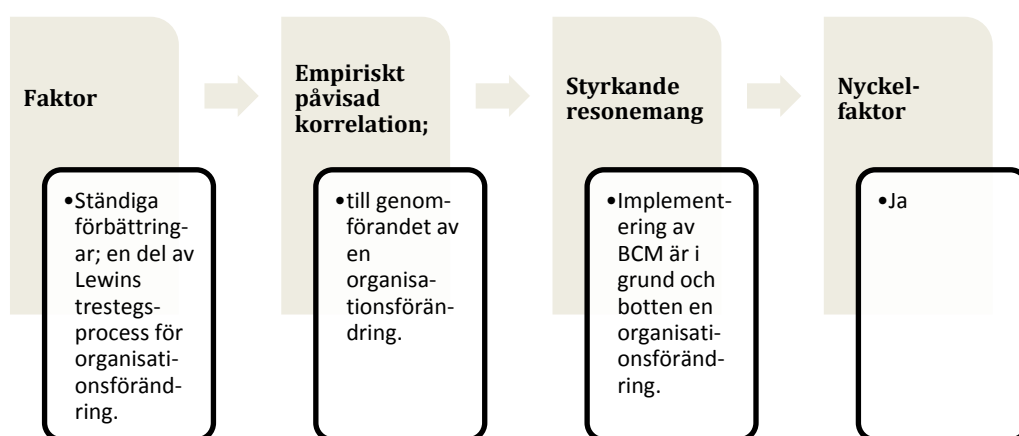 Faktor
•Ständiga
förbättring-
ar; en del av
Lewins
trestegs-
process för
organisati-
onsföränd-
ring.
Empiriskt
påvisad
korrelation;
•till genom-
förandet av
en
organisa-
tionsförän-
dring.
Styrkande
resonemang
•Implement-
ering av
BCM är i
grund och
botten en
organisati-
onsföränd-
ring.
Nyckel-
faktor
•Ja